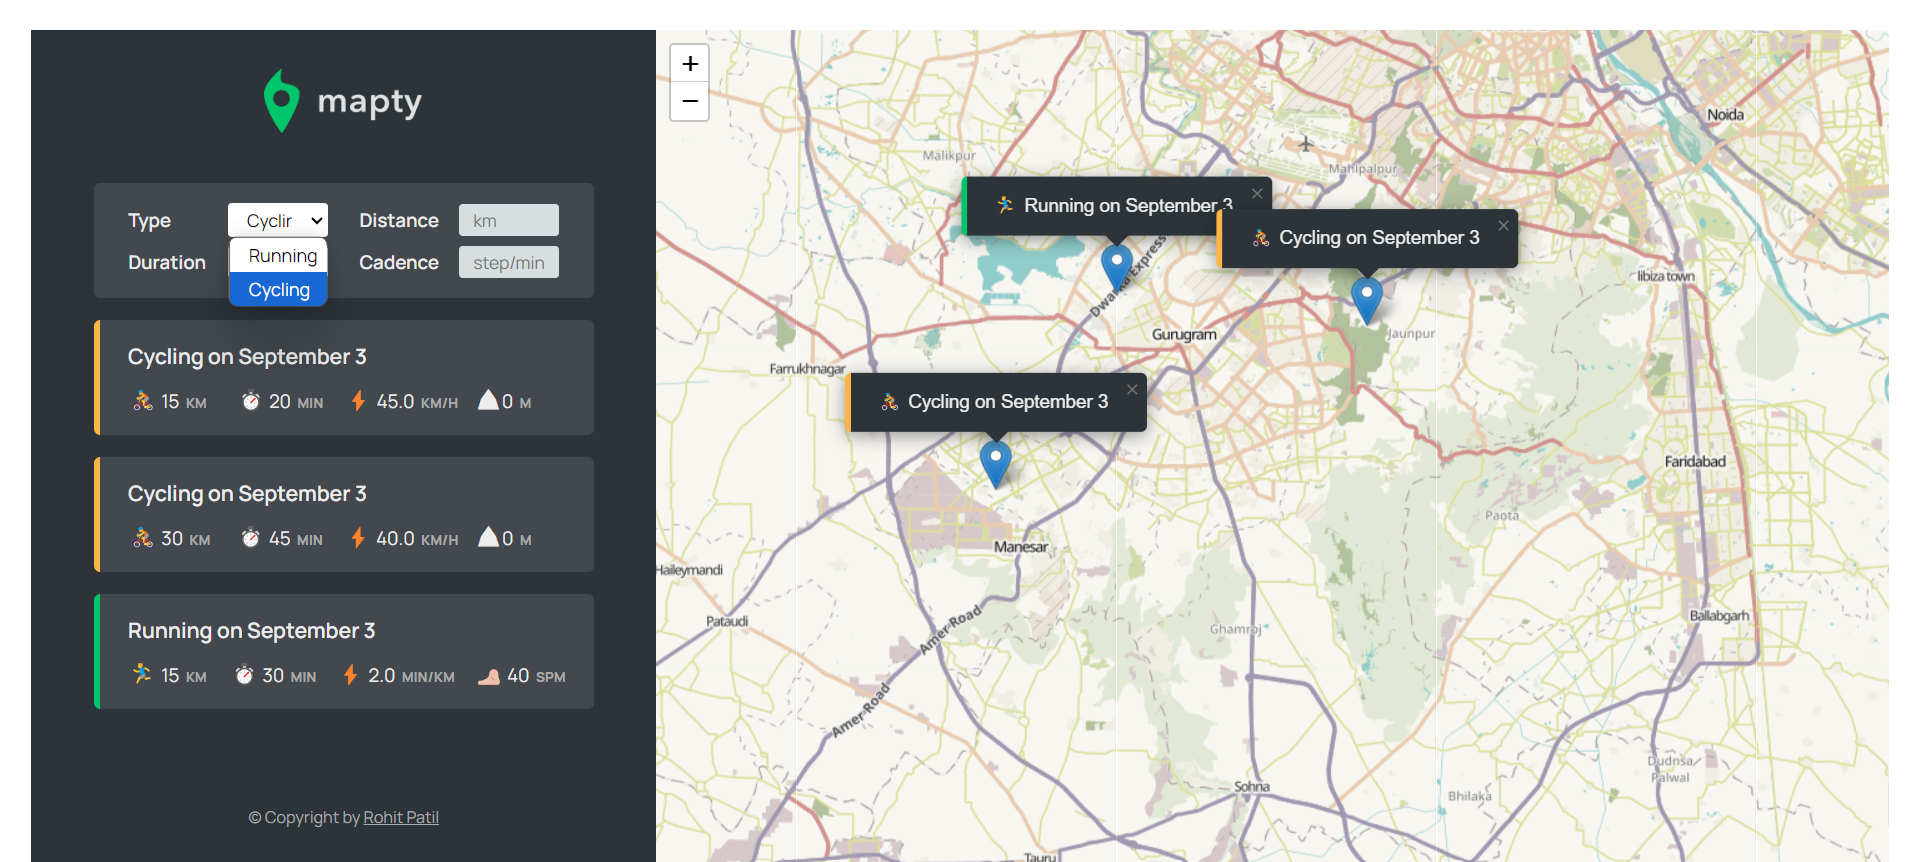 mapty
Type Cyclir Distance km
Running
Duration Cadence step/min
Cycling
Cycling on September 3
15 KM 20 MIN 45.0 KM/H 0 M
Cycling on September 3
30 KM 45 MIN 40.0 KM/H 0 M
Running on September 3
15 KM 30 MIN 2.0 MIN/KM 40 SPM
© Copyright by Rohit Patil
+
−
Noida
Malikpur
Mahipalpur
Running on September 3
×
Cycling on September 3
×
Dwarka Express
libiza town
Gurugram
Jaunpur
Farrukhnagar
Cycling on September 3
×
Faridabad
Paota
Manesar
Haileymandi
Pataudi
Amer Road
Ghamroj
Ballabgarh
Amer Road
Dudnsa
Palwal
Sohna
Bhilaka
Tauru